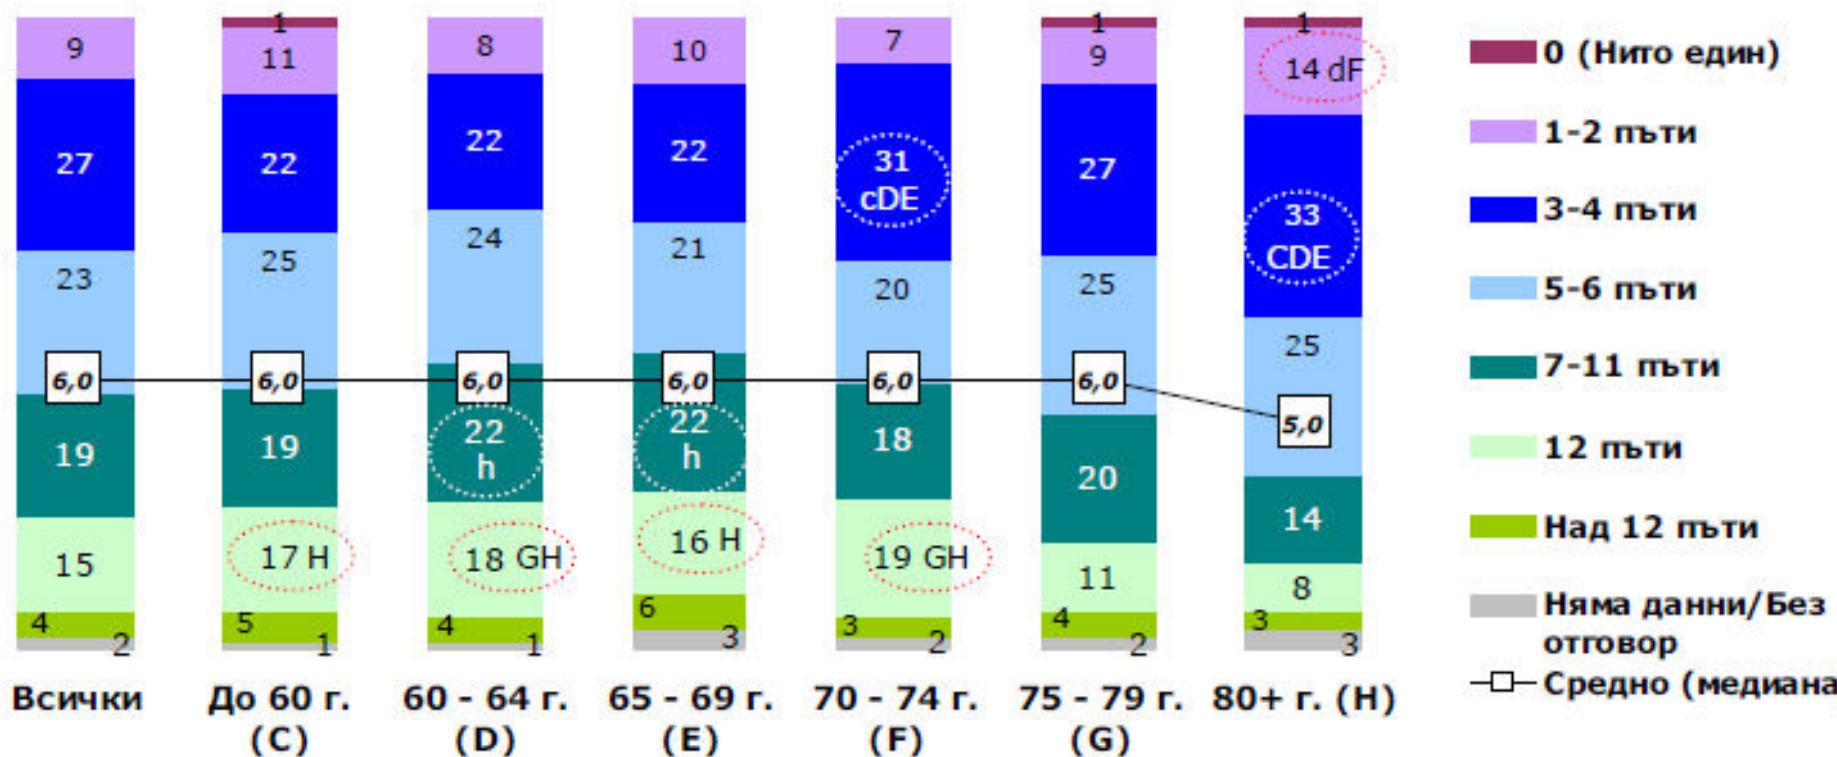 9
27
23
6,0
19
15
4
2
Всички
1
11
22
25
6,0
19
17 H
5
1
До 60 г.
(C)
8
22
24
6,0
22
h
18 GH
4
1
60 - 64 г.
(D)
10
22
21
6,0
22
h
16 H
6
3
65 - 69 г.
(E)
7
31
cDE
20
6,0
18
19 GH
3
2
70 - 74 г.
(F)
1
9
27
25
6,0
20
11
4
2
75 - 79 г.
(G)
1
14 dF
33
CDE
25
5,0
14
8
3
3
80+ г. (H)
0 (Нито един)
1-2 пъти
3-4 пъти
5-6 пъти
7-11 пъти
12 пъти
Над 12 пъти
Няма данни/Без
отговор
Средно (медиана